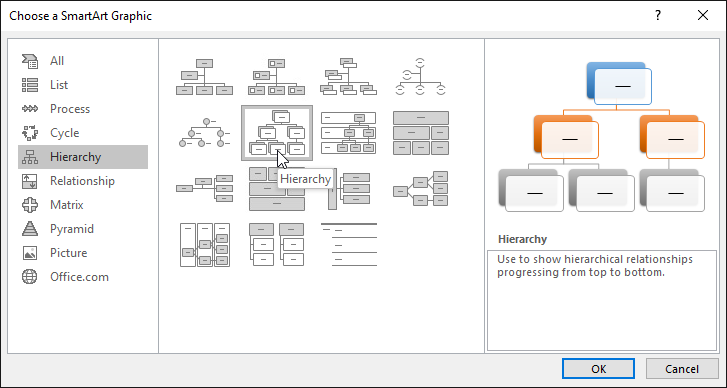 Choose a SmartArt Graphic
?
All
List
Process
Cycle
Hierarchy
Relationship
Matrix
Pyramid
Picture
Office.com
Hierarchy
Hierarchy
Use to show hierarchical relationships
progressing from top to bottom.
OK
Cancel